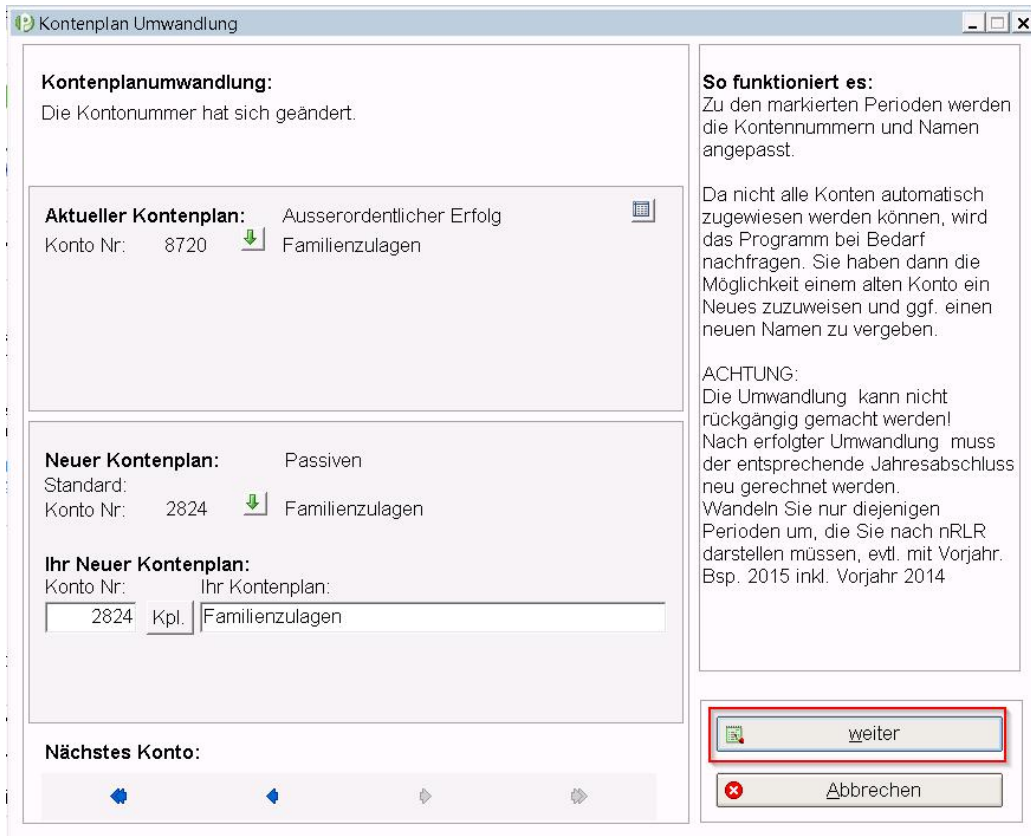 Kontenplan Umwandlung
Kontenplanumwandlung:
Die Kontonummer hat sich geändert.
Aktueller Kontenplan: Ausserordentlicher Erfolg
Konto Nr: 8720 Familienzulagen
Neuer Kontenplan: Passiven
Standard:
Konto Nr: 2824 Familienzulagen
Ihr Neuer Kontenplan:
Konto Nr: Ihr Kontenplan:
2824 Kpl. Familienzulagen
Nächstes Konto:
So funktioniert es:
Zu den markierten Perioden werden
die Kontennummern und Namen
angepasst.
Da nicht alle Konten automatisch
zugewiesen werden können, wird
das Programm bei Bedarf
nachfragen. Sie haben dann die
Möglichkeit einem alten Konto ein
Neues zuzuweisen und ggf. einen
neuen Namen zu vergeben.
ACHTUNG:
Die Umwandlung kann nicht
rückgängig gemacht werden!
Nach erfolgter Umwandlung muss
der entsprechende Jahresabschluss
neu gerechnet werden.
Wandeln Sie nur diejenigen
Perioden um, die Sie nach nRLR
darstellen müssen, evtl. mit Vorjahr.
Bsp. 2015 inkl. Vorjahr 2014
weiter
Abbrechen